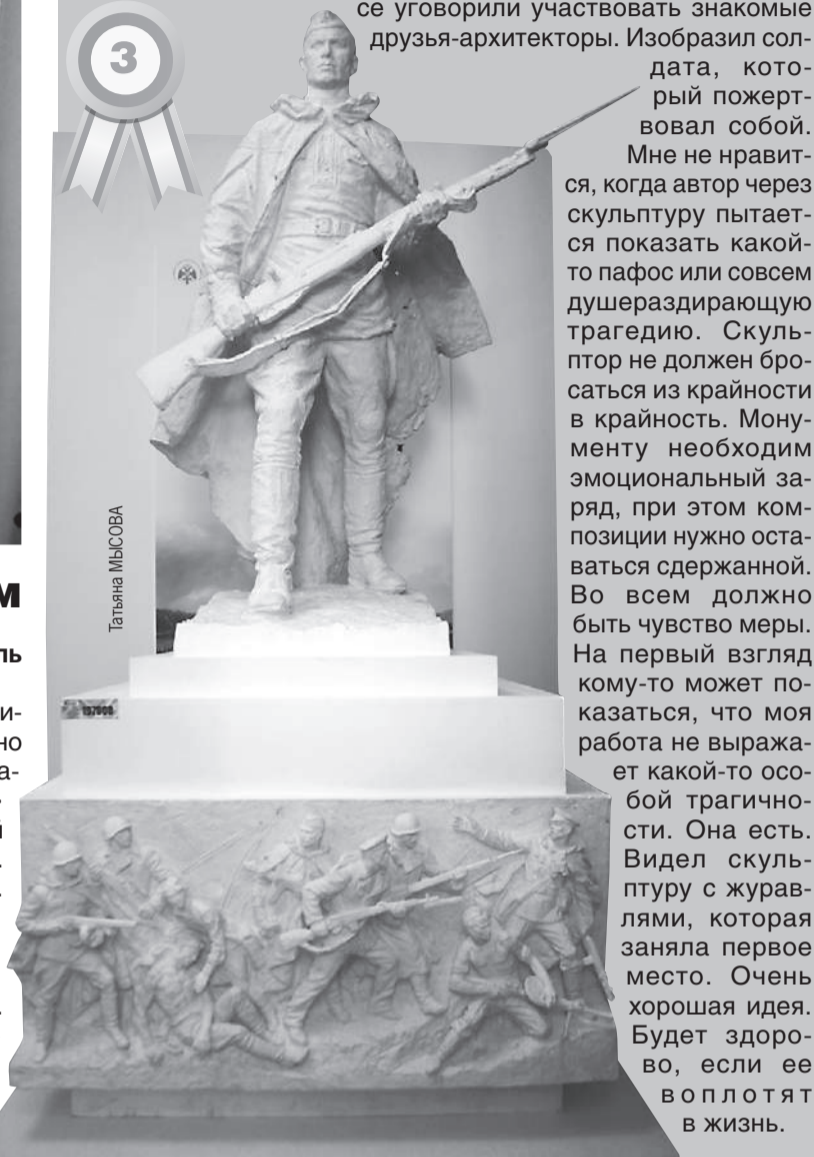 се уговорили участвовать знакомые
друзья-архитекторы. Изобразил сол-
дата, кото-
рый пожерт-
вовал собой.
Мне не нравит-
ся, когда автор через
скульптуру пытает-
ся показать какой-
то пафос или совсем
душераздирающую
трагедию. Скуль-
птор не должен бро-
саться из крайности
в крайность. Мону-
менту необходим
эмоциональный за-
ряд, при этом ком-
позиции нужно оста-
ваться сдержанной.
Во всем должно
быть чувство меры.
На первый взгляд
кому-то может по-
казаться, что моя
работа не выража-
ет какой-то осо-
бой трагично-
сти. Она есть.
Видел скуль-
птуру с журав-
лями, которая
заняла первое
место. Очень
хорошая идея.
Будет здоро-
во, если ее
воплотят
в жизнь.
3
Татьяна МЫСОВА
м
ль
и-
но
а-
й